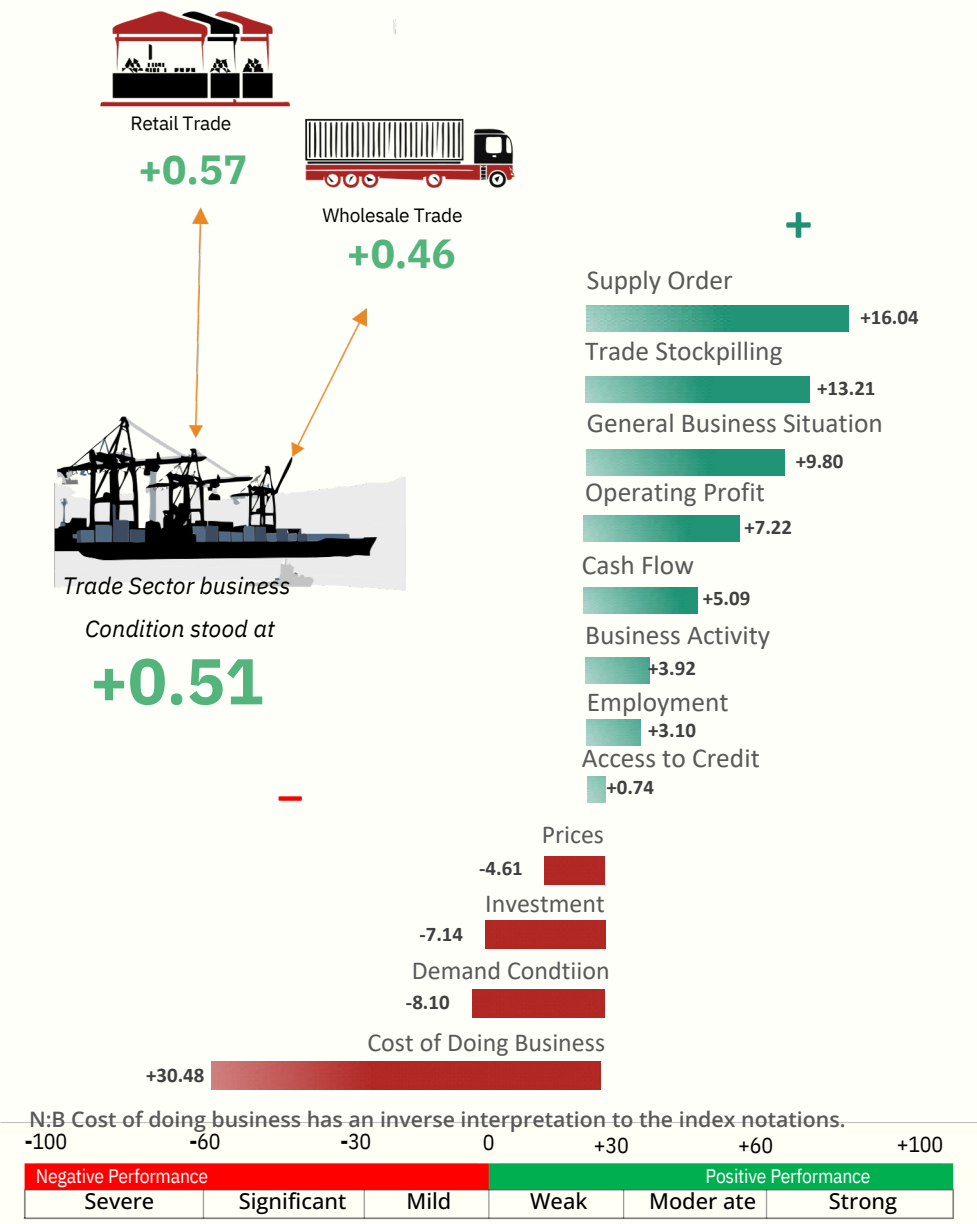 Retail Trade
+0.57
Wholesale Trade
+0.46
Trade Sector business
Condition stood at
+0.51
+
Supply Order
+16.04
Trade Stockpilling
+13.21
General Business Situation
+9.80
Operating Profit
+7.22
Cash Flow
+5.09
Business Activity
+3.92
Employment
+3.10
Access to Credit
+0.74
–
Prices
-4.61
Investment
-7.14
Demand Condtiion
-8.10
Cost of Doing Business
+30.48
N:B Cost of doing business has an inverse interpretation to the index notations.
-100 -60 -30 0 +30 +60 +100
Negative Performance Positive Performance
Severe Significant Mild Weak Moder ate Strong